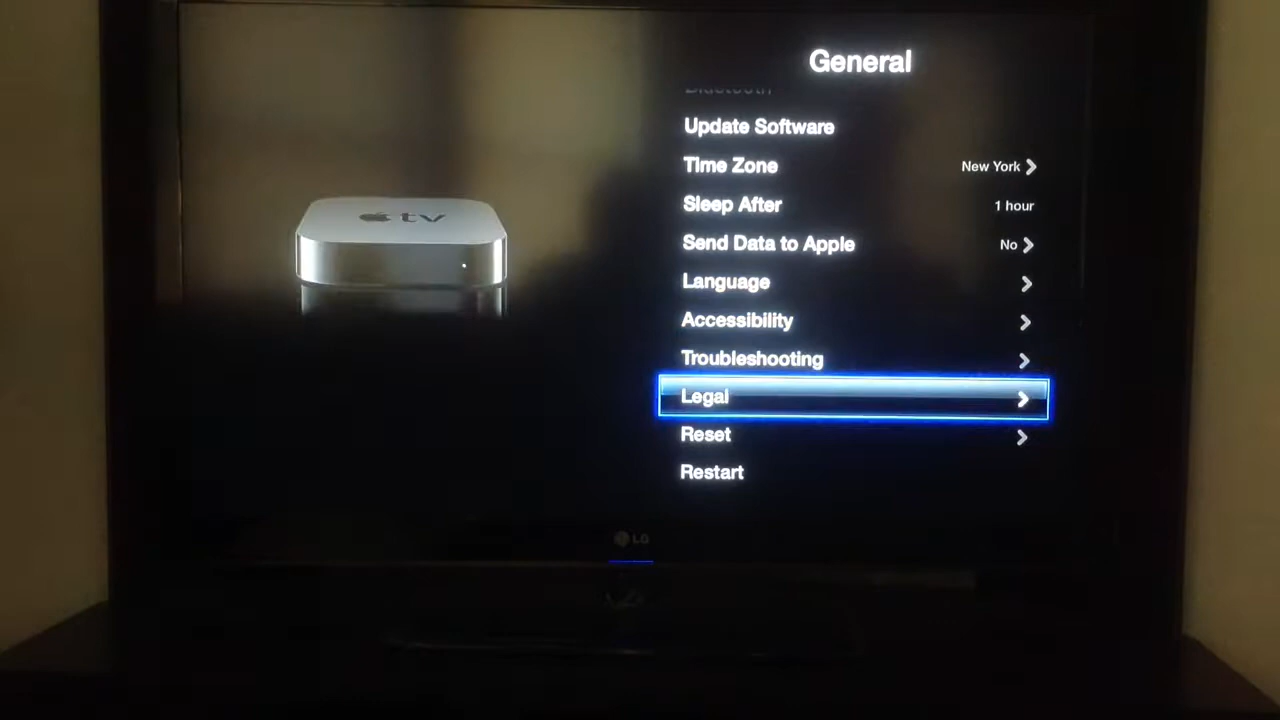 General
Bluetooth
Update Software
Time Zone New York
Sleep After 1 hour
Send Data to Apple No
Language
Accessibility
Troubleshooting
Legal
Reset
Restart
tv
LG